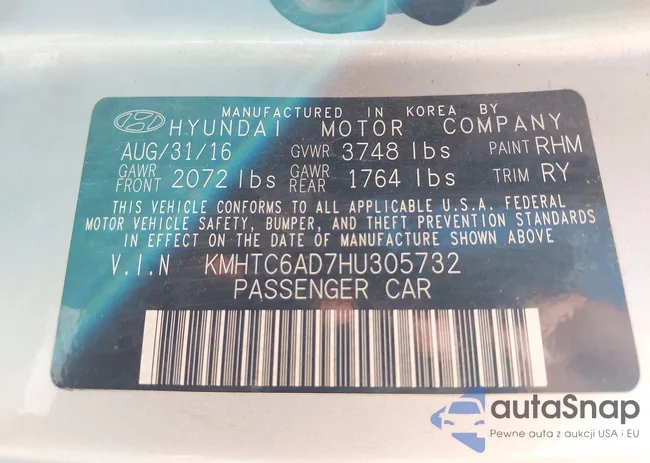 MANUFACTURED IN KOREA BY
HYUNDAI MOTOR COMPANY
AUG/31/16 GVWR 3748 lbs PAINT RHM
GAWR FRONT 2072 lbs GAWR REAR 1764 lbs TRIM RY
THIS VEHICLE CONFORMS TO ALL APPLICABLE U.S.A. FEDERAL
MOTOR VEHICLE SAFETY, BUMPER, AND THEFT PREVENTION STANDARDS
IN EFFECT ON THE DATE OF MANUFACTURE SHOWN ABOVE
V.I.N KMHTC6AD7HU305732
PASSENGER CAR
autaSnap
Pewne auta z aukcji USA i EU